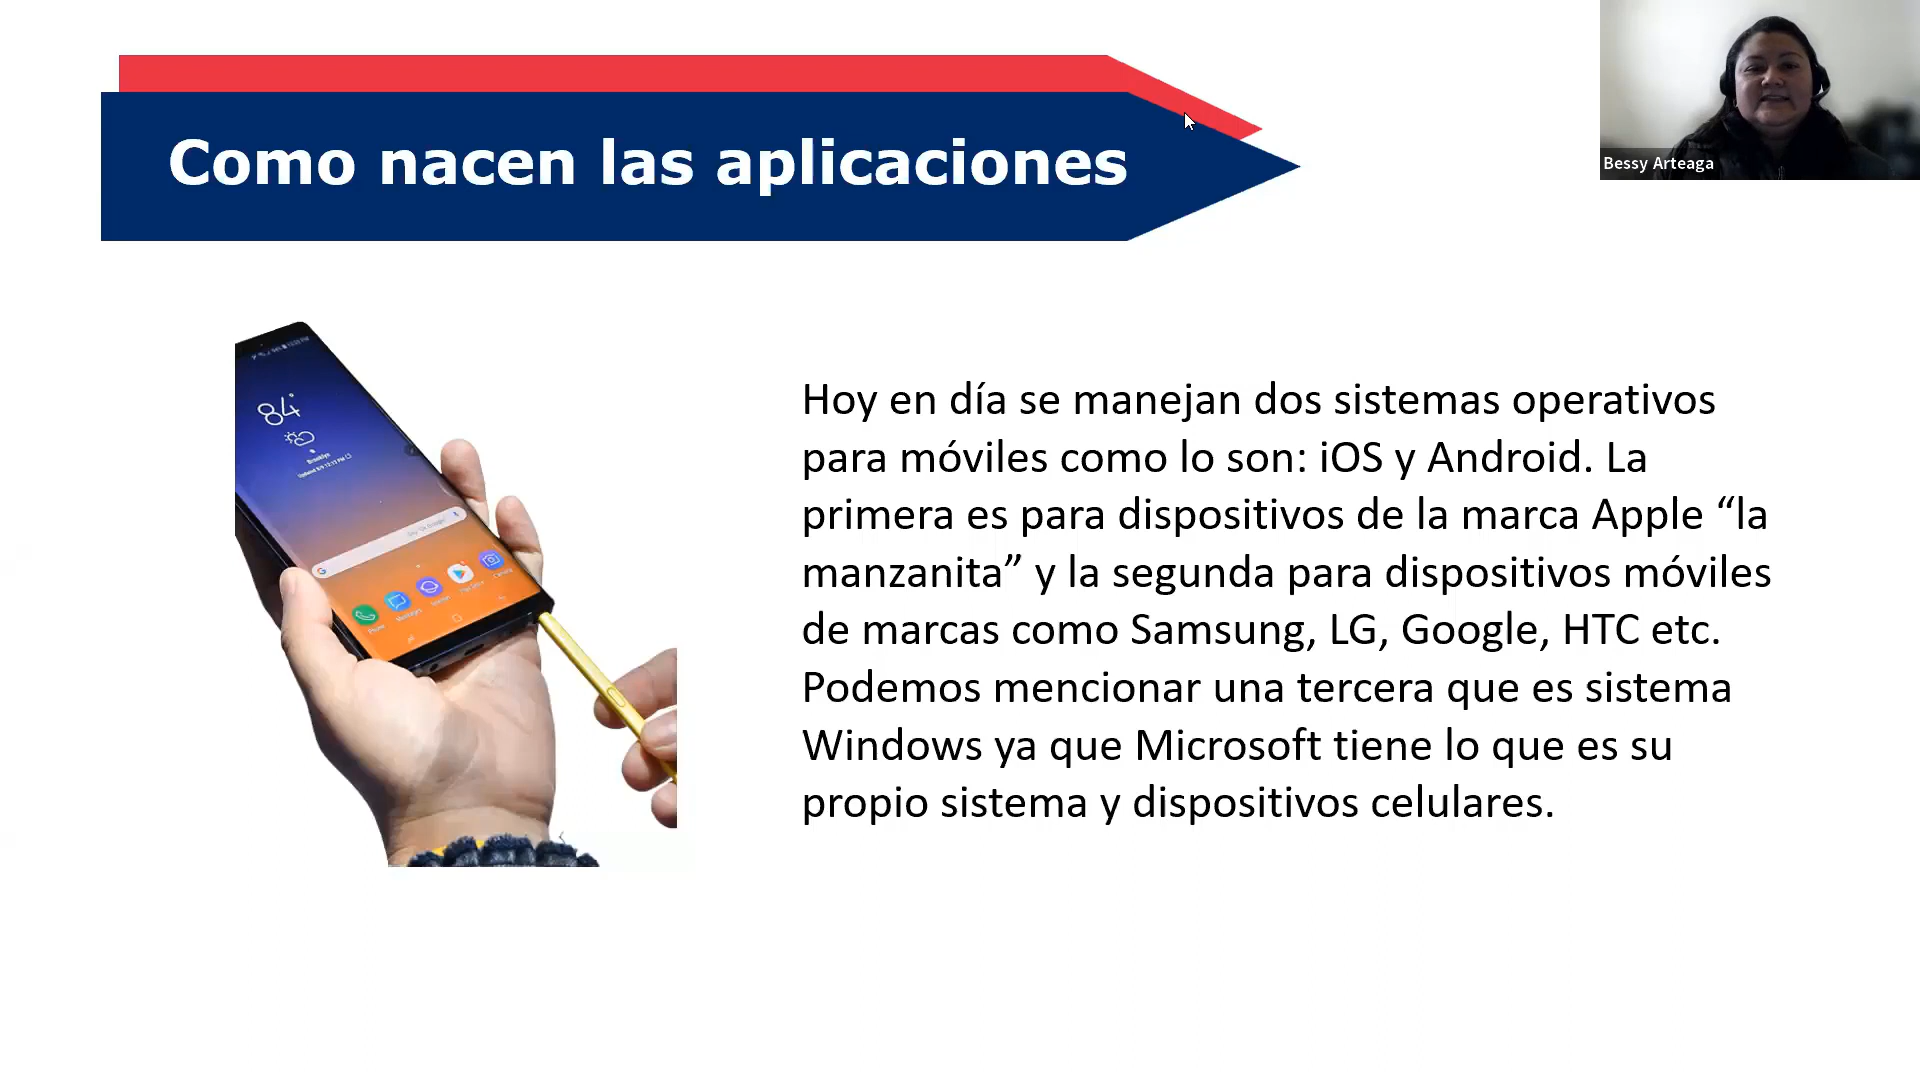 Como nacen las aplicaciones
Bessy Arteaga
84°
Brooklyn
Hoy en día se manejan dos sistemas operativos
para móviles como lo son: iOS y Android. La
primera es para dispositivos de la marca Apple “la
manzanita” y la segunda para dispositivos móviles
de marcas como Samsung, LG, Google, HTC etc.
Podemos mencionar una tercera que es sistema
Windows ya que Microsoft tiene lo que es su
propio sistema y dispositivos celulares.